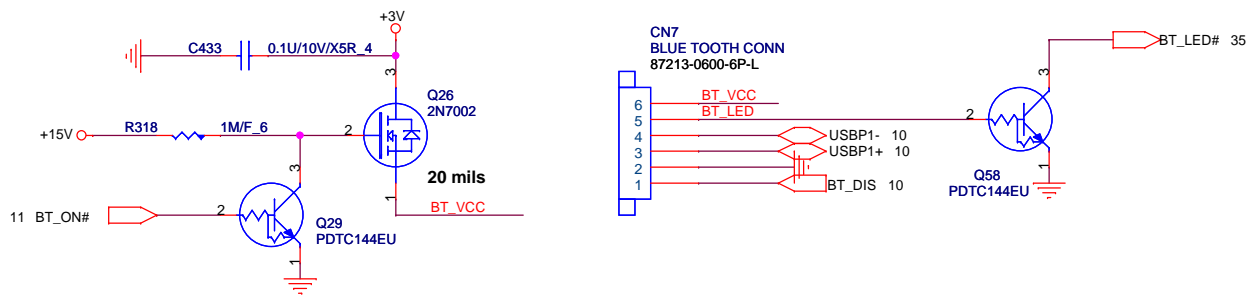 +3V
C433 0.1U/10V/X5R_4
3
Q26
2N7002
+15V R318 1M/F_6
2
20 mils
1
BT_VCC
3
11 BT_ON#
2
Q29
PDTC144EU
1
CN7
BLUE TOOTH CONN
87213-0600-6P-L
6 BT_VCC
5 BT_LED
4 USBP1- 10
3 USBP1+ 10
2
1 BT_DIS 10
BT_LED# 35
3
2
Q58
PDTC144EU
1